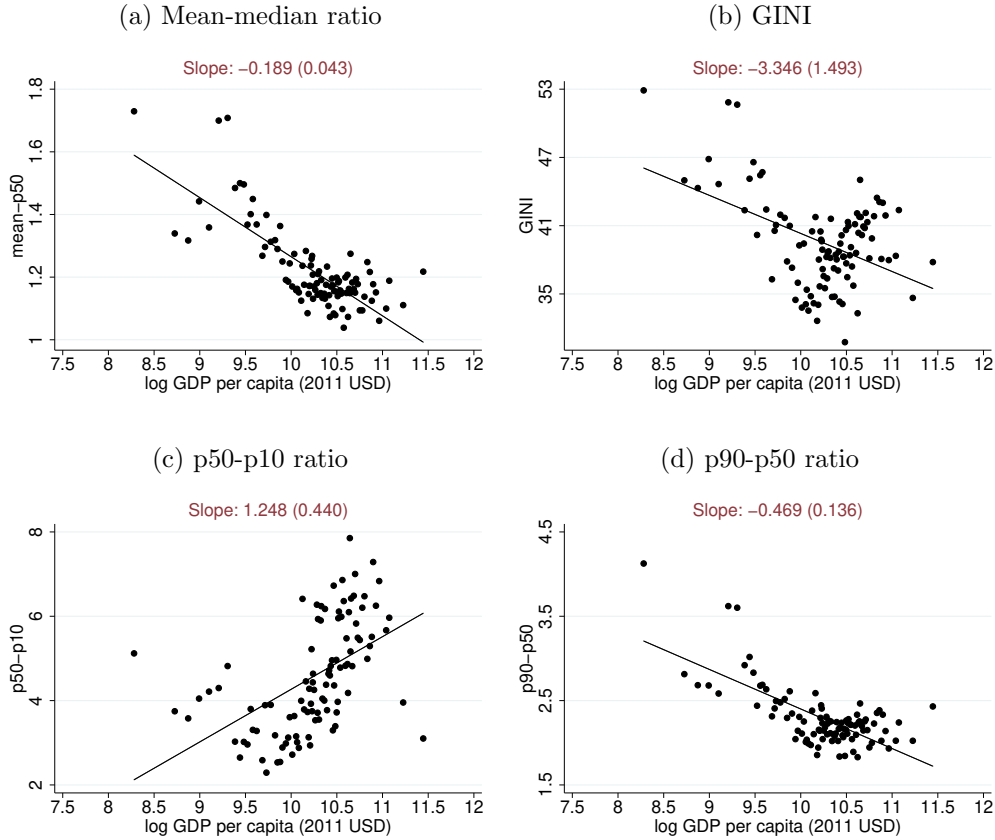 (a) Mean-median ratio
Slope: −0.189 (0.043)
mean−p50
1.8
1.6
1.4
1.2
1
7.5 8 8.5 9 9.5 10 10.5 11 11.5 12
log GDP per capita (2011 USD)
(b) GINI
Slope: −3.346 (1.493)
GINI
53
47
41
35
7.5 8 8.5 9 9.5 10 10.5 11 11.5 12
log GDP per capita (2011 USD)
(c) p50-p10 ratio
Slope: 1.248 (0.440)
p50−p10
8
6
4
2
7.5 8 8.5 9 9.5 10 10.5 11 11.5 12
log GDP per capita (2011 USD)
(d) p90-p50 ratio
Slope: −0.469 (0.136)
p90−p50
4.5
3.5
2.5
1.5
7.5 8 8.5 9 9.5 10 10.5 11 11.5 12
log GDP per capita (2011 USD)